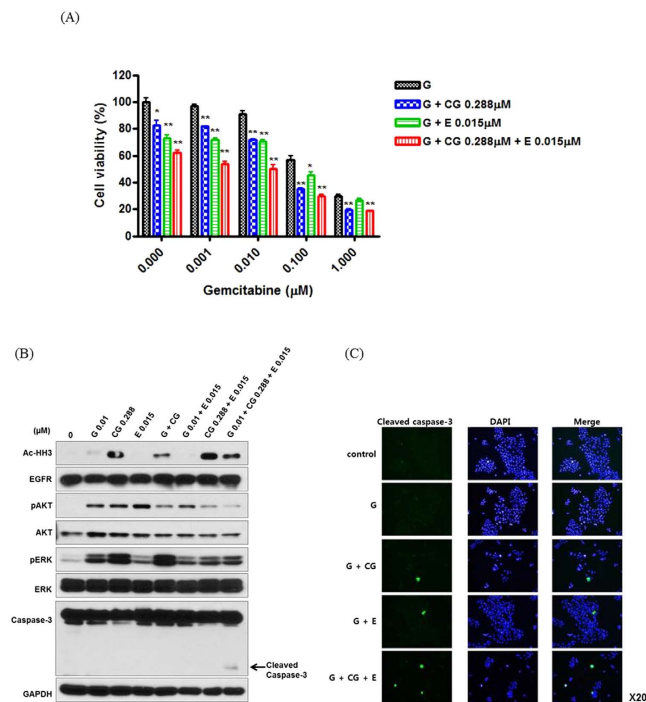 (A)
G
G + CG 0.288μM
G + E 0.015μM
G + CG 0.288μM + E 0.015μM
Cell viability (%)
120
100
80
60
40
20
0
* ** **
** ** **
** ** **
** * **
** **
0.000 0.001 0.010 0.100 1.000
Gemcitabine (μM)
(B)
(μM) 0 G 0.01 CG 0.288 E 0.015 G + CG G 0.01 + E 0.015 CG 0.288 + E 0.015 G 0.01 + CG 0.288 + E 0.015
Ac-HH3
EGFR
pAKT
AKT
pERK
ERK
Caspase-3
Cleaved
Caspase-3
GAPDH
(C)
Cleaved caspase-3 DAPI Merge
control
G
G + CG
G + E
G + CG + E
X20